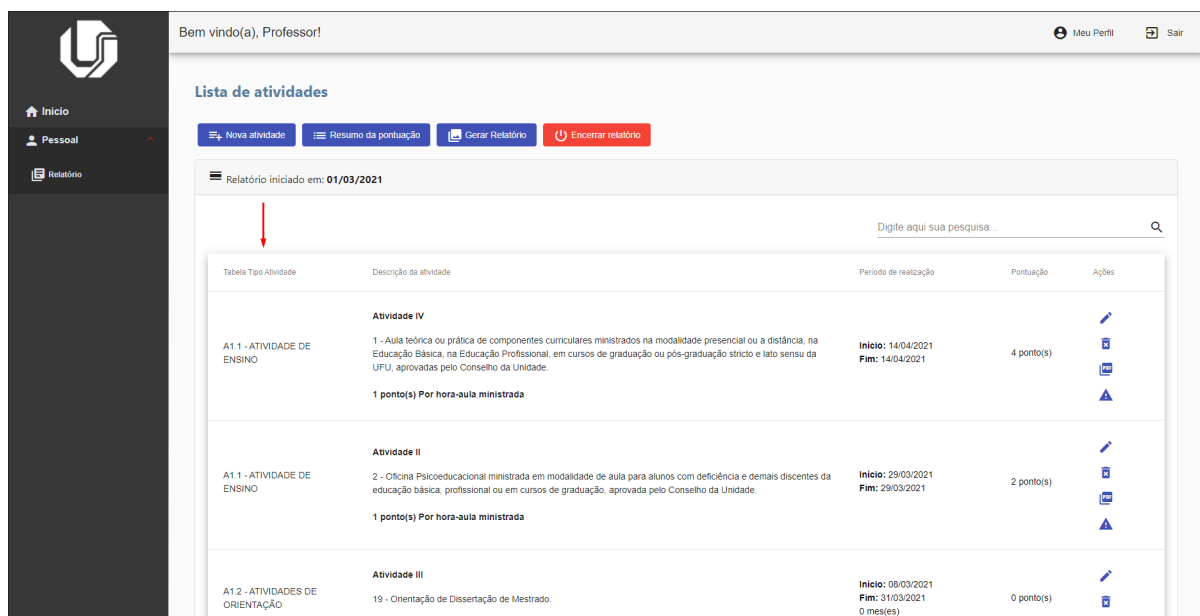 Bem vindo(a), Professor!
Meu Perfil
Sair
Início
Pessoal
Relatório
Lista de atividades
Nova atividade
Resumo da pontuação
Gerar Relatório
Encerrar relatório
Relatório iniciado em: 01/03/2021
Digite aqui sua pesquisa...
Tabela Tipo Atividade
Descrição da atividade
Período de realização
Pontuação
Ações
A1.1 - ATIVIDADE DE
ENSINO
Atividade IV
1 - Aula teórica ou prática de componentes curriculares ministrados na modalidade presencial ou a distância, na
Educação Básica, na Educação Profissional, em cursos de graduação ou pós-graduação stricto e lato sensu da
UFU, aprovadas pelo Conselho da Unidade.
1 ponto(s) Por hora-aula ministrada
Início: 14/04/2021
Fim: 14/04/2021
4 ponto(s)
PDF
A1.1 - ATIVIDADE DE
ENSINO
Atividade II
2 - Oficina Psicoeducacional ministrada em modalidade de aula para alunos com deficiência e demais discentes da
educação básica, profissional ou em cursos de graduação, aprovada pelo Conselho da Unidade.
1 ponto(s) Por hora-aula ministrada
Início: 29/03/2021
Fim: 29/03/2021
2 ponto(s)
PDF
A1.2 - ATIVIDADES DE
ORIENTAÇÃO
Atividade III
19 - Orientação de Dissertação de Mestrado.
Início: 08/03/2021
Fim: 31/03/2021
0 mes(es)
0 ponto(s)